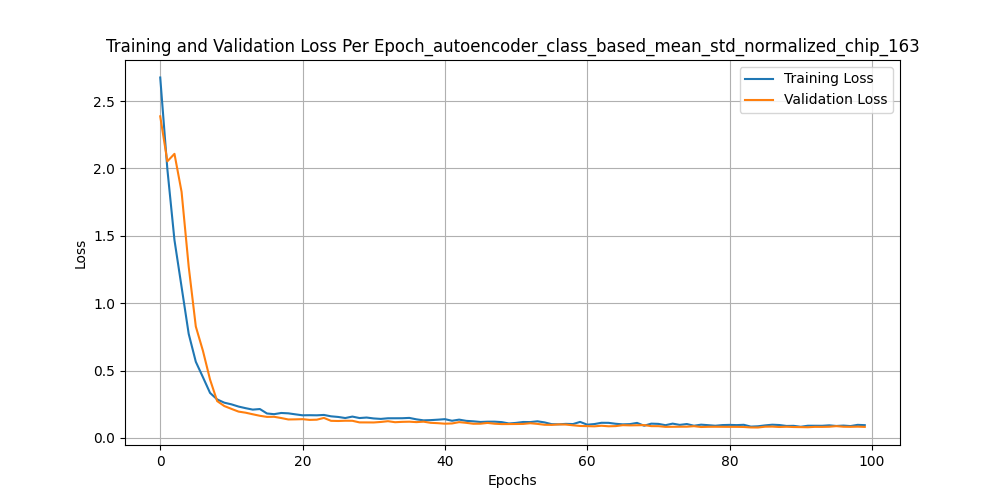 Training and Validation Loss Per Epoch_autoencoder_class_based_mean_std_normalized_chip_163
Training Loss
Validation Loss
Loss
2.5
2.0
1.5
1.0
0.5
0.0
0 20 40 60 80 100
Epochs